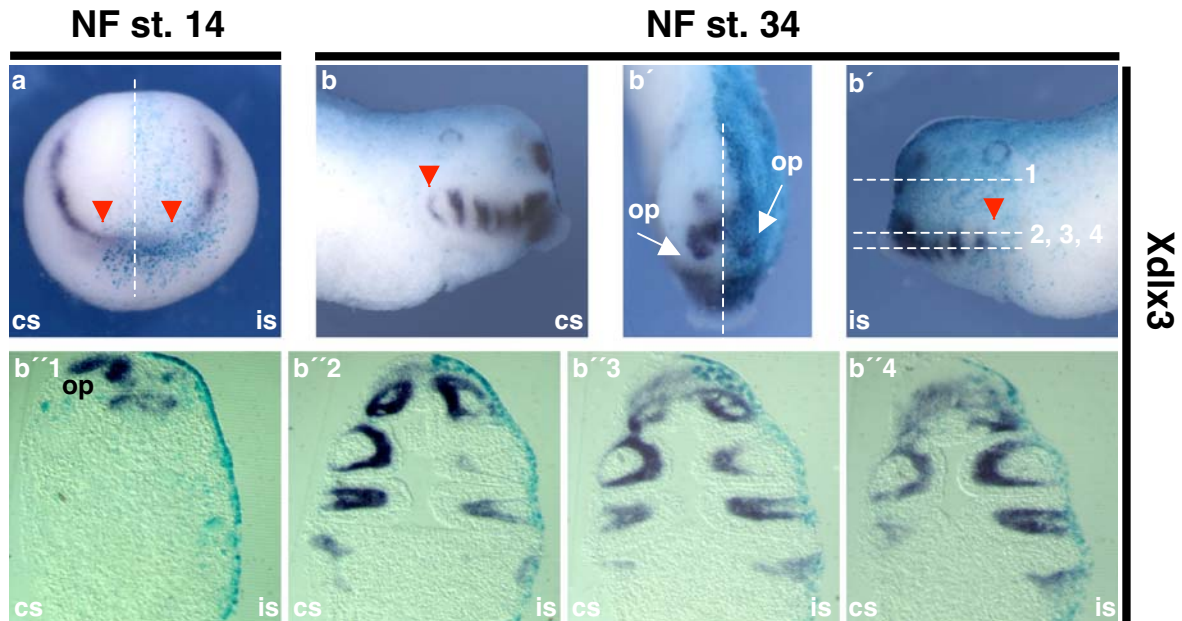 NF st. 14
NF st. 34
a
cs
is
b
cs
b´
op
op
b´
1
2, 3, 4
is
Xdlx3
b´´1
op
cs
is
b´´2
cs
is
b´´3
cs
is
b´´4
cs
is